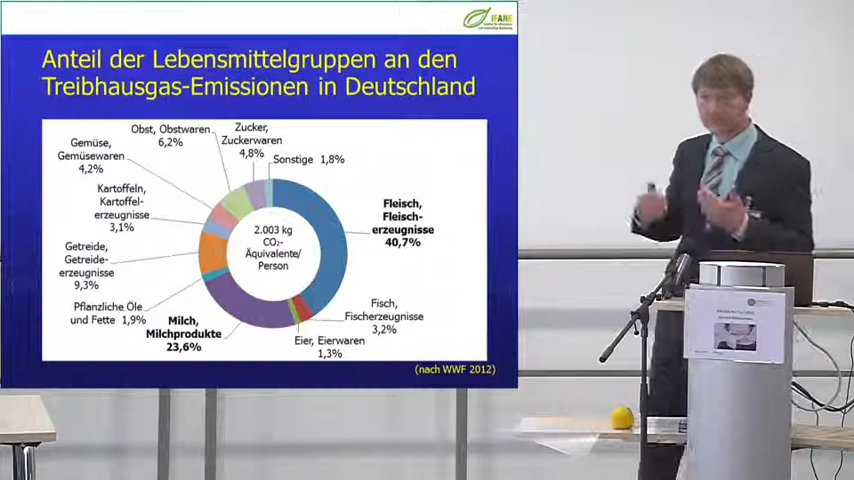 IFANE
Anteil der Lebensmittelgruppen an den
Treibhausgas-Emissionen in Deutschland
Obst, Obstwaren
6,2%
Zucker,
Zuckerwaren
4,8%
Sonstige 1,8%
Gemüse,
Gemüsewaren
4,2%
Kartoffeln,
Kartoffel-
erzeugnisse
3,1%
Fleisch,
Fleisch-
erzeugnisse
40,7%
2.003 kg
CO₂-
Äquivalente/
Person
Getreide,
Getreide-
erzeugnisse
9,3%
Pflanzliche Öle
und Fette 1,9%
Milch,
Milchprodukte
23,6%
Fisch,
Fischerzeugnisse
3,2%
Eier, Eierwaren
1,3%
(nach WWF 2012)